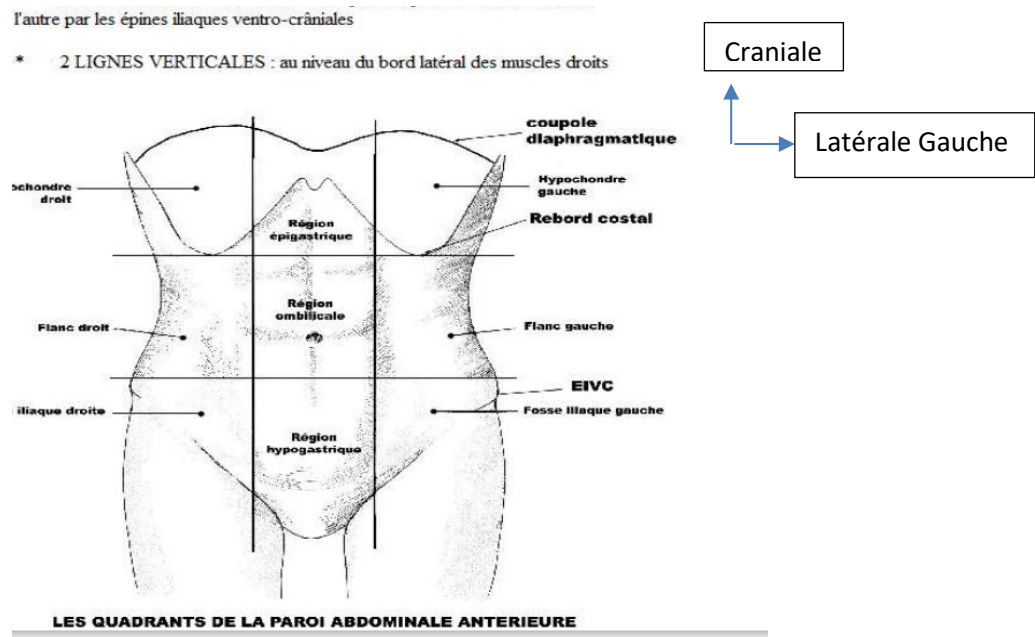 l'autre par les épines iliaques ventro-crâniales
* 2 LIGNES VERTICALES : au niveau du bord latéral des muscles droits
Craniale
Latérale Gauche
coupole
diaphragmatique
ochondre
droit
Hypochondre
gauche
Rebord costal
Région
épigastrique
Région
ombilicale
Flanc droit
Flanc gauche
EIVC
iliaque droite
Fosse iliaque gauche
Région
hypogastrique
LES QUADRANTS DE LA PAROI ABDOMINALE ANTERIEURE